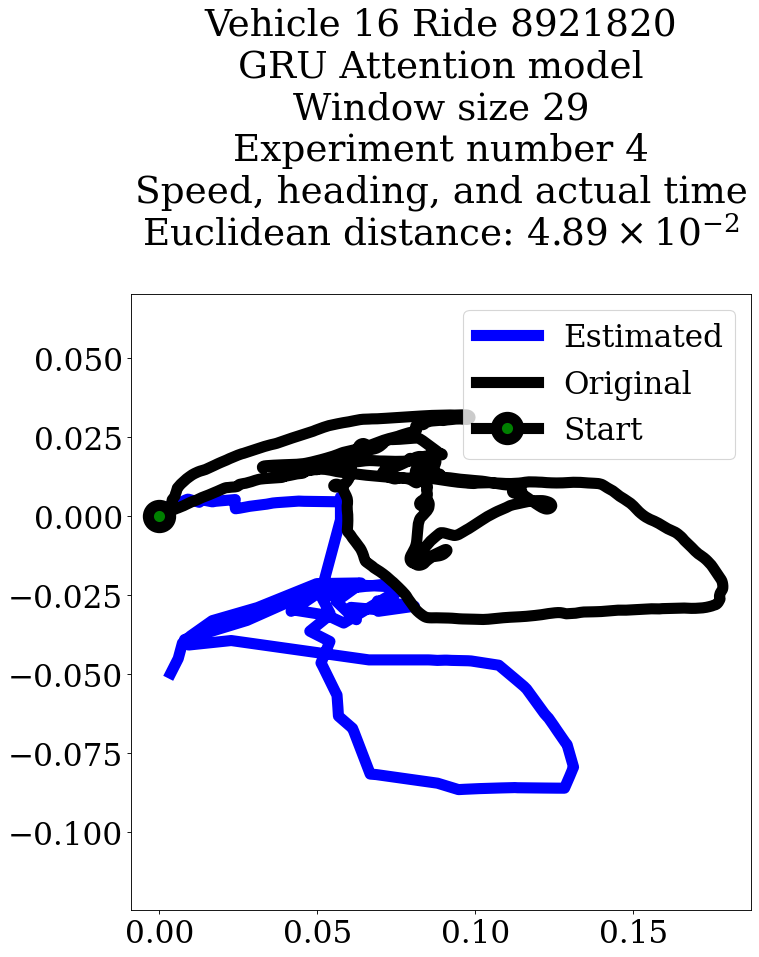 Vehicle 16 Ride 8921820
GRU Attention model
Window size 29
Experiment number 4
Speed, heading, and actual time
Euclidean distance: 4.89 × 10⁻²
Estimated
Original
Start
0.050
0.025
0.000
−0.025
−0.050
−0.075
−0.100
0.00 0.05 0.10 0.15